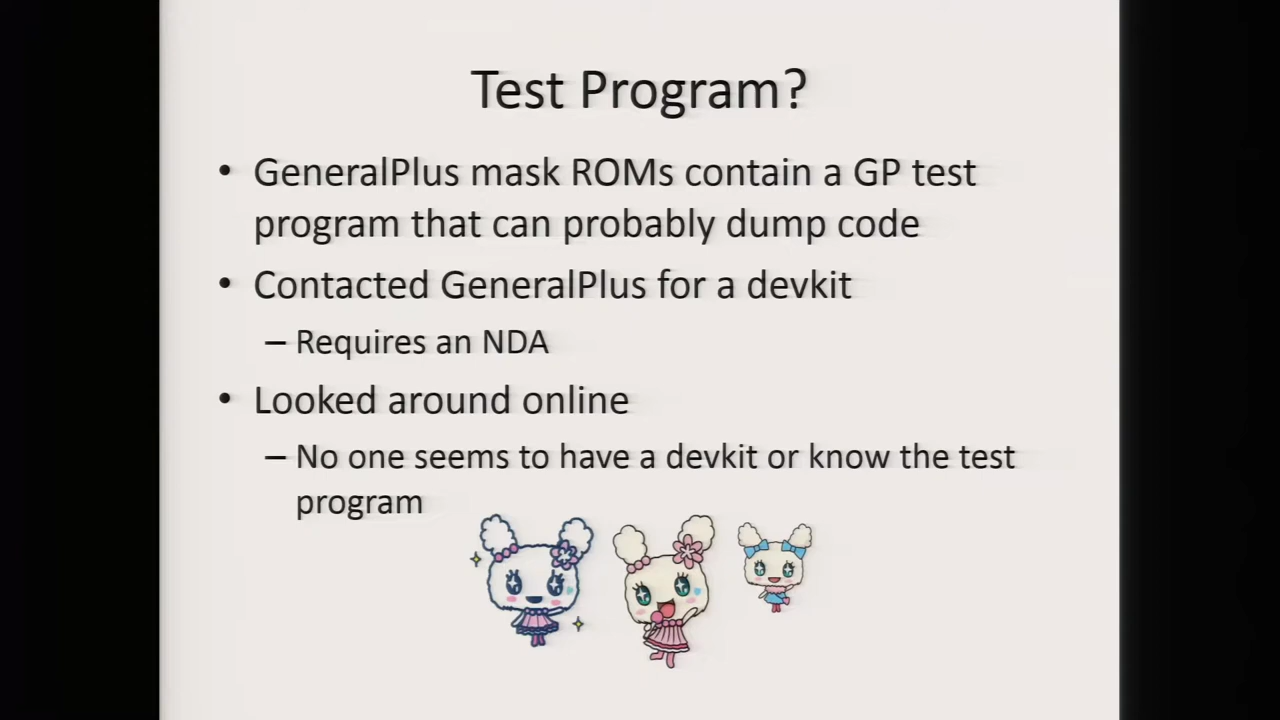 Test Program?
• GeneralPlus mask ROMs contain a GP test
program that can probably dump code
• Contacted GeneralPlus for a devkit
– Requires an NDA
• Looked around online
– No one seems to have a devkit or know the test
program